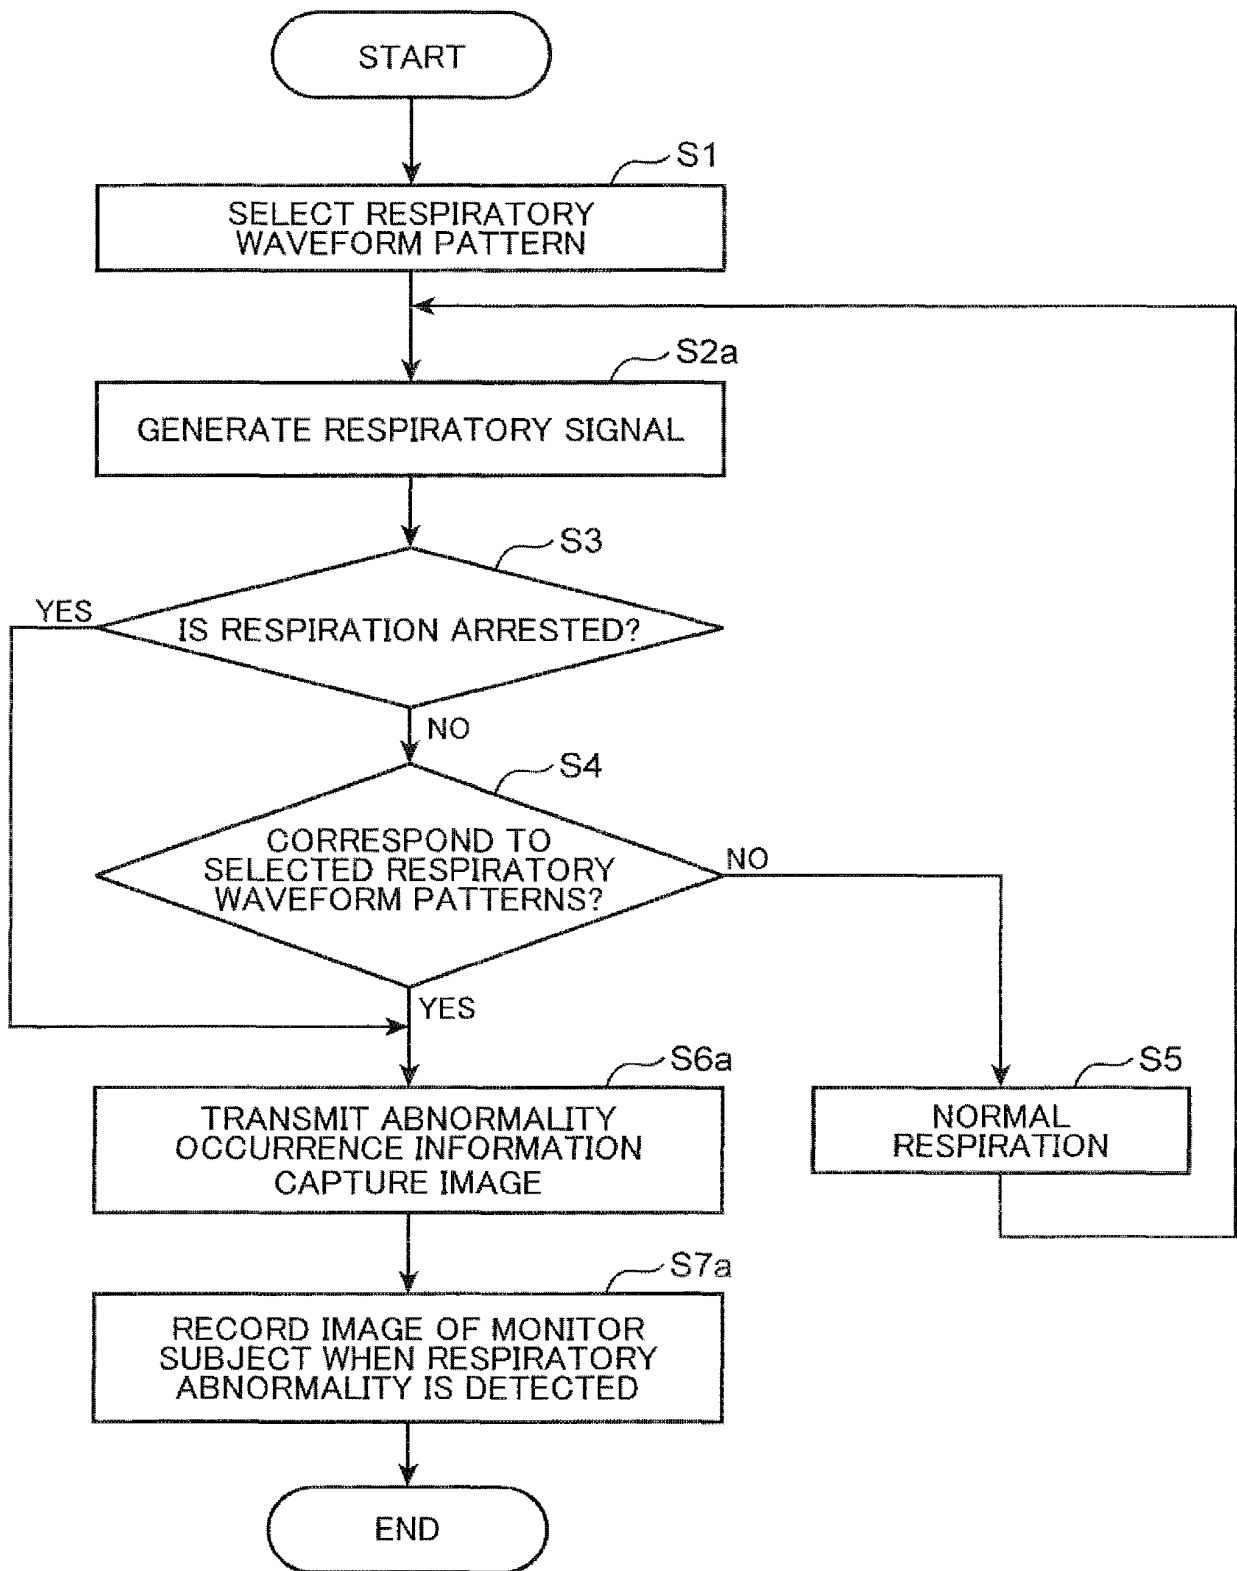 START
S1
SELECT RESPIRATORY
WAVEFORM PATTERN
S2a
GENERATE RESPIRATORY SIGNAL
S3
YES
IS RESPIRATION ARRESTED?
NO
S4
CORRESPOND TO
SELECTED RESPIRATORY
WAVEFORM PATTERNS?
NO
YES
S6a
TRANSMIT ABNORMALITY
OCCURRENCE INFORMATION
CAPTURE IMAGE
S5
NORMAL
RESPIRATION
S7a
RECORD IMAGE OF MONITOR
SUBJECT WHEN RESPIRATORY
ABNORMALITY IS DETECTED
END